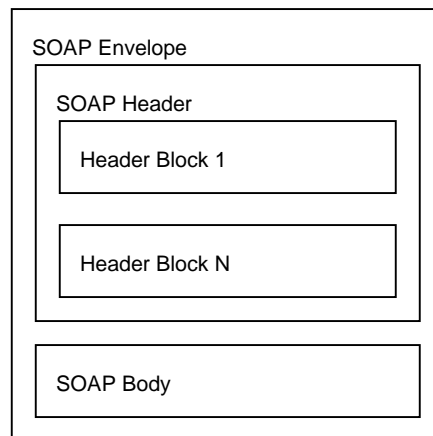 SOAP Envelope
SOAP Header
Header Block 1
Header Block N
SOAP Body